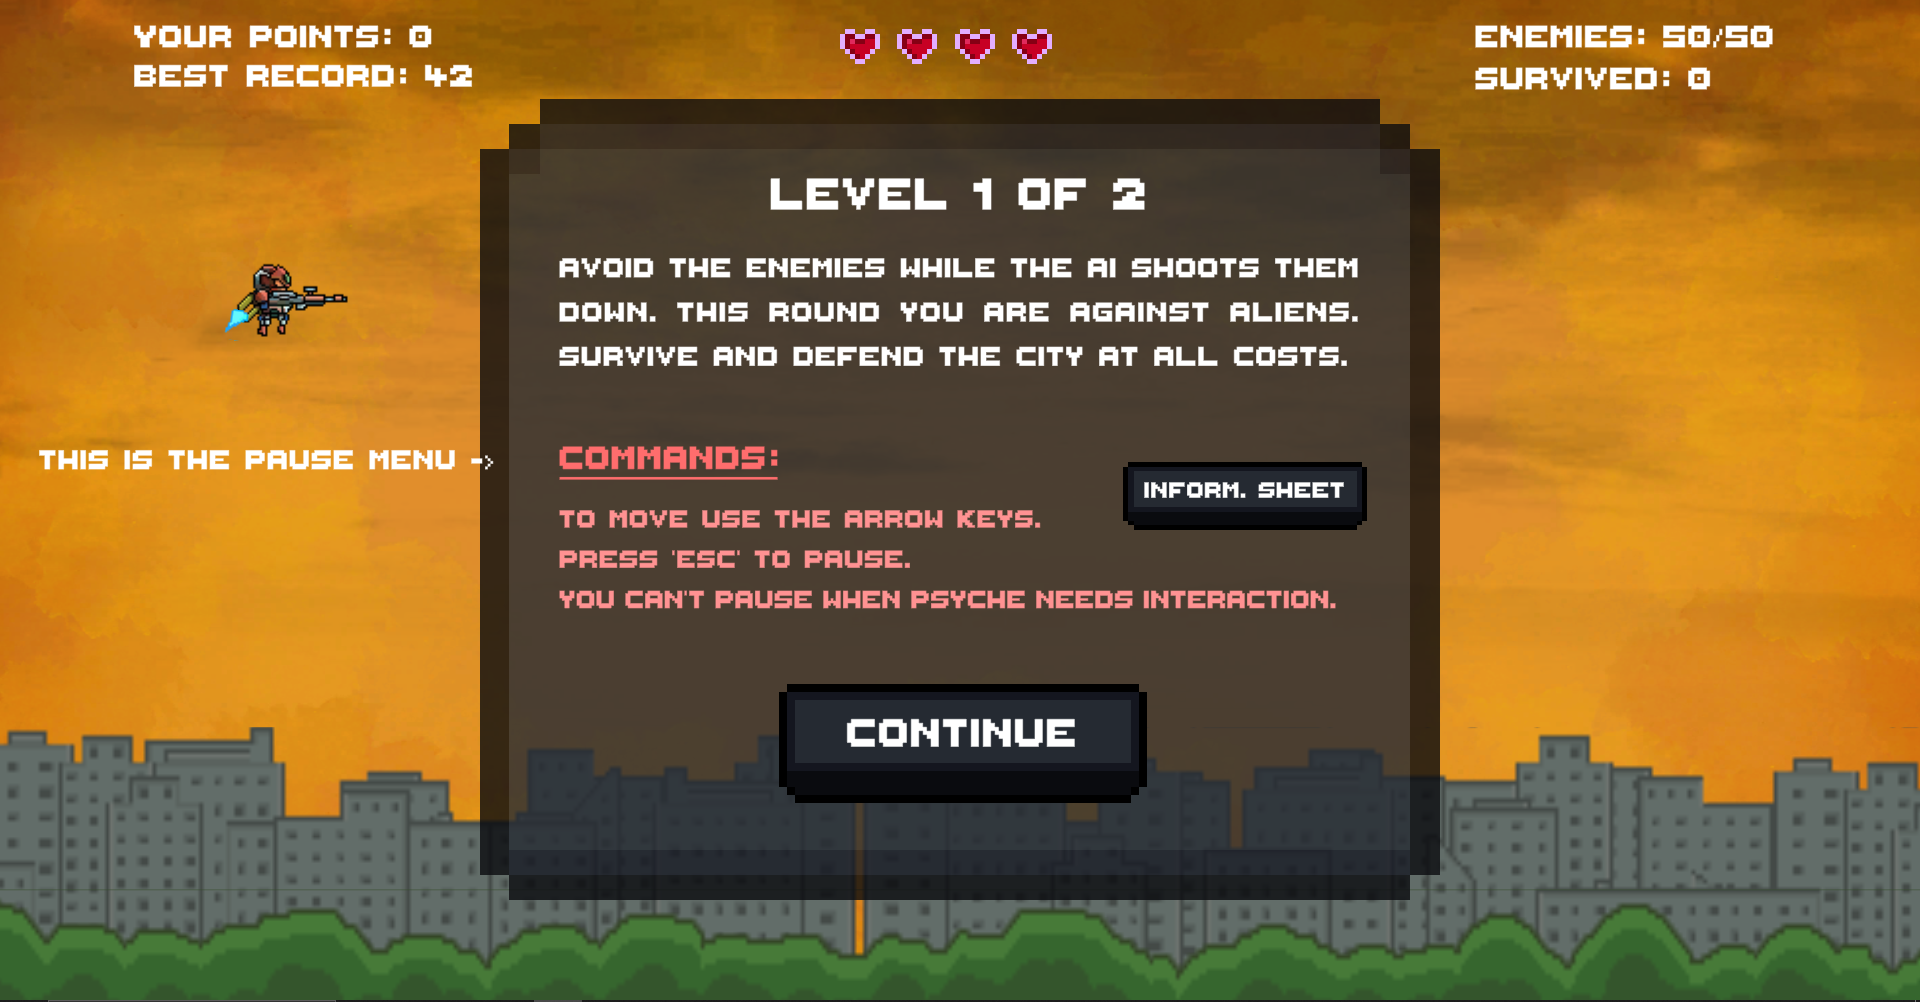 YOUR POINTS: 0
BEST RECORD: 42
ENEMIES: 50/50
SURVIVED: 0
LEVEL 1 OF 2
AVOID THE ENEMIES WHILE THE AI SHOOTS THEM
DOWN. THIS ROUND YOU ARE AGAINST ALIENS.
SURVIVE AND DEFEND THE CITY AT ALL COSTS.
THIS IS THE PAUSE MENU ->
COMMANDS:
INFORM. SHEET
TO MOVE USE THE ARROW KEYS.
PRESS 'ESC' TO PAUSE.
YOU CAN'T PAUSE WHEN PSYCHE NEEDS INTERACTION.
CONTINUE